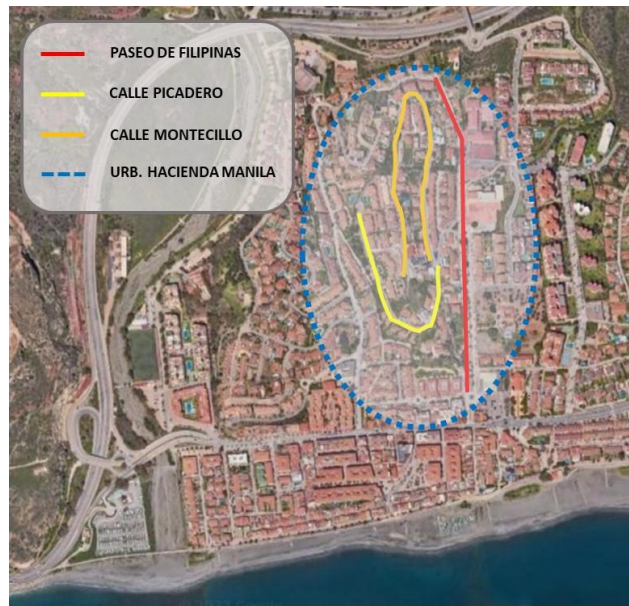 PASEO DE FILIPINAS
CALLE PICADERO
CALLE MONTECILLO
URB. HACIENDA MANILA